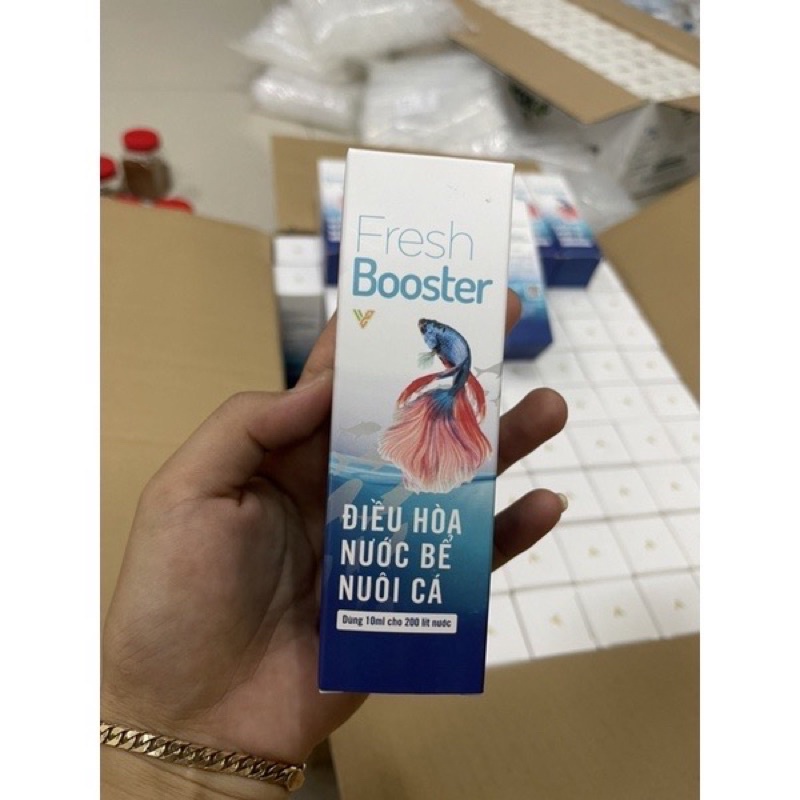 Fresh
Booster
ĐIỀU HÒA
NƯỚC BỂ
NUÔI CÁ
Dùng 10ml cho 200 lít nước